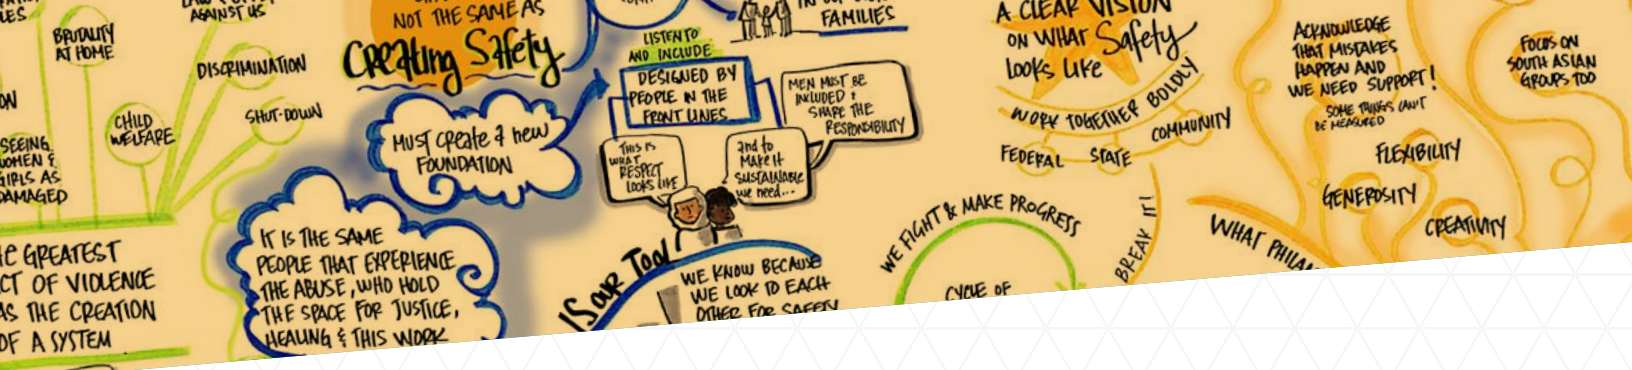 AGAINST US
BRUTALITY
AT HOME
DISCRIMINATION
CHILD
WELFARE
SHUT-DOWN
SEEING
WOMEN &
GIRLS AS
DAMAGED
GREATEST
OF VIOLENCE
THE CREATION
OF A SYSTEM
NOT THE SAME AS
Creating Safety
MUST CREATE A NEW
FOUNDATION
IT IS THE SAME
PEOPLE THAT EXPERIENCE
THE ABUSE, WHO HOLD
THE SPACE FOR JUSTICE,
HEALING & THIS WORK
FAMILIES
LISTEN TO
AND INCLUDE
DESIGNED BY
PEOPLE IN THE
FRONT LINES
MEN MUST BE
INCLUDED &
SHARE THE
RESPONSIBILITY
THIS IS
WHAT
RESPECT
LOOKS LIKE
and to
MAKE IT
SUSTAINABLE
we need...
IS OUR TOOL
WE KNOW BECAUSE
WE LOOK TO EACH
OTHER FOR SAFETY
A CLEAR VISION
ON WHAT Safety
LOOKS LIKE
WORK TOGETHER BOLDLY
FEDERAL STATE COMMUNITY
WE FIGHT & MAKE PROGRESS
CYCLE OF
BREAK IT!
ACKNOWLEDGE
THAT MISTAKES
HAPPEN AND
WE NEED SUPPORT!
SOME THINGS CAN'T
BE MEASURED
FLEXIBILITY
GENEROSITY
CREATIVITY
WHAT
FOCUS ON
SOUTH ASIAN
GROUPS TOO